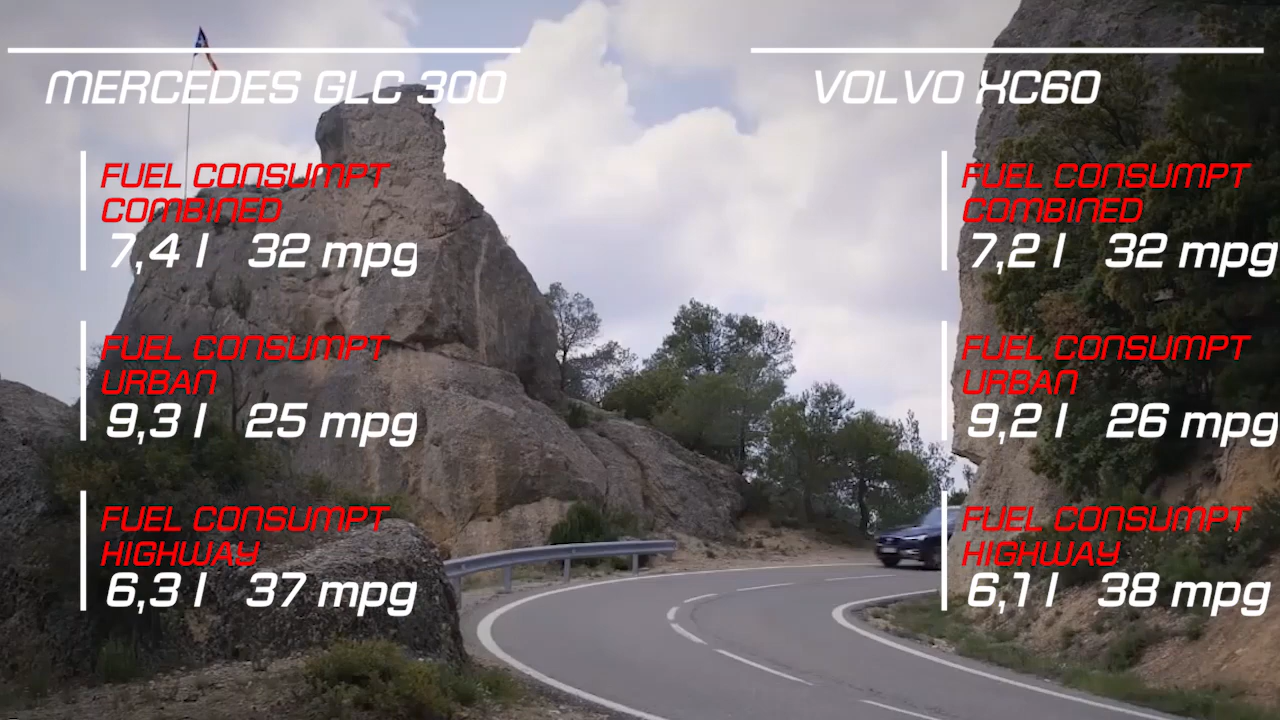 MERCEDES GLC 300
FUEL CONSUMPT
COMBINED
7,4 l 32 mpg
FUEL CONSUMPT
URBAN
9,3 l 25 mpg
FUEL CONSUMPT
HIGHWAY
6,3 l 37 mpg
VOLVO XC60
FUEL CONSUMPT
COMBINED
7,2 l 32 mpg
FUEL CONSUMPT
URBAN
9,2 l 26 mpg
FUEL CONSUMPT
HIGHWAY
6,1 l 38 mpg